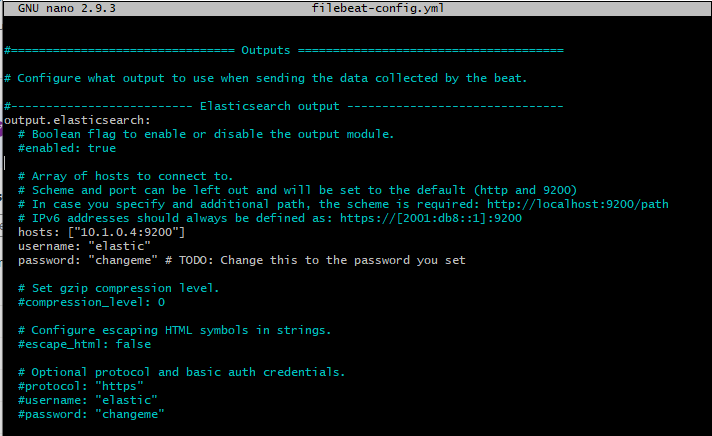 GNU nano 2.9.3 filebeat-config.yml
#================================ Outputs ======================================
# Configure what output to use when sending the data collected by the beat.
#-------------------------- Elasticsearch output -------------------------------
output.elasticsearch:
# Boolean flag to enable or disable the output module.
#enabled: true
# Array of hosts to connect to.
# Scheme and port can be left out and will be set to the default (http and 9200)
# In case you specify and additional path, the scheme is required: http://localhost:9200/path
# IPv6 addresses should always be defined as: https://[2001:db8::1]:9200
hosts: ["10.1.0.4:9200"]
username: "elastic"
password: "changeme" # TODO: Change this to the password you set
# Set gzip compression level.
#compression_level: 0
# Configure escaping HTML symbols in strings.
#escape_html: false
# Optional protocol and basic auth credentials.
#protocol: "https"
#username: "elastic"
#password: "changeme"